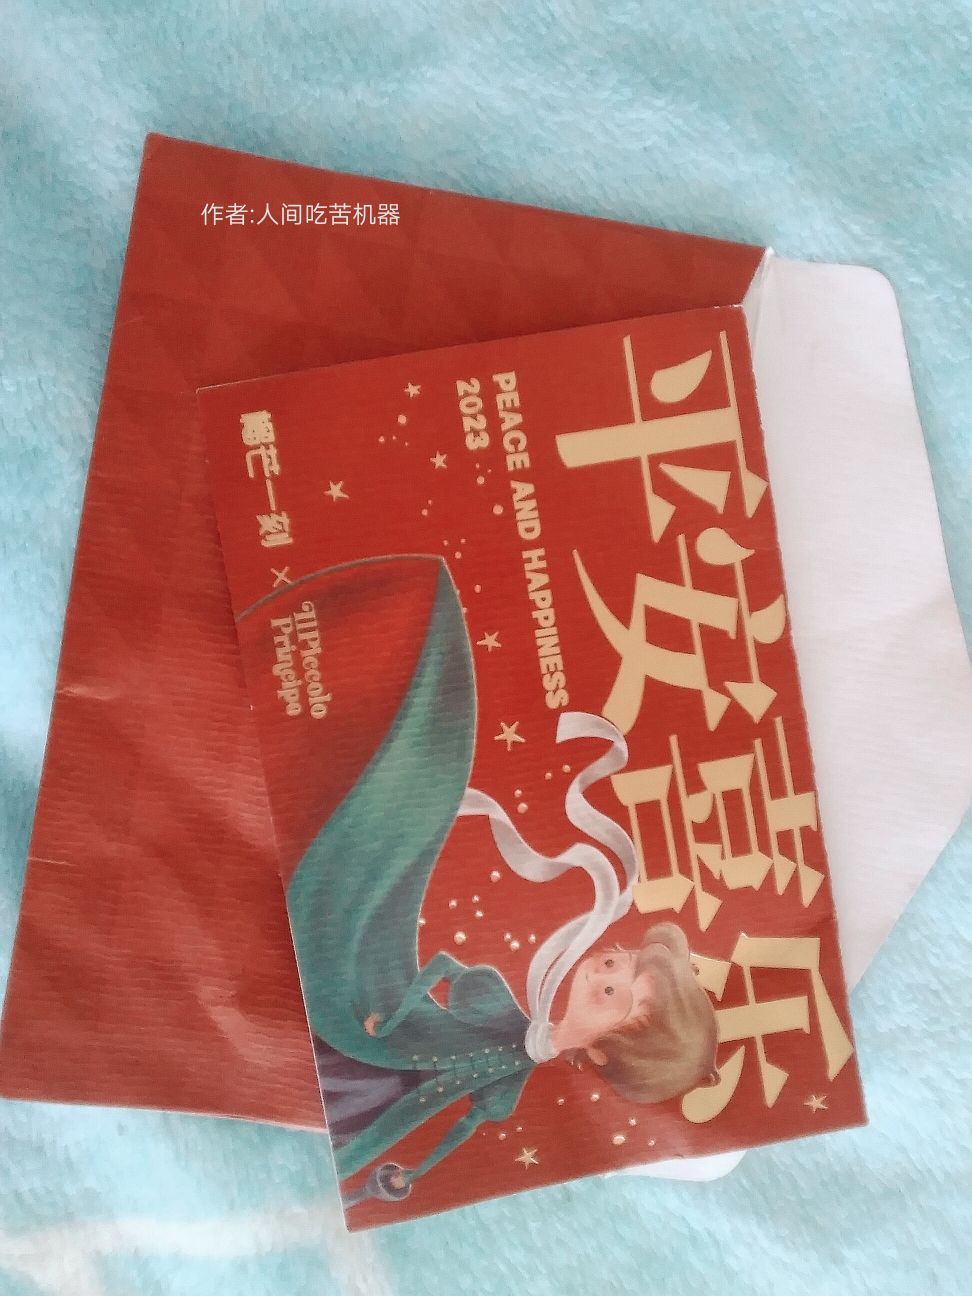 作者:人间吃苦机器
平安喜乐
PEACE AND HAPPINESS
2023
榴芒一刻 × Il Piccolo
Principe